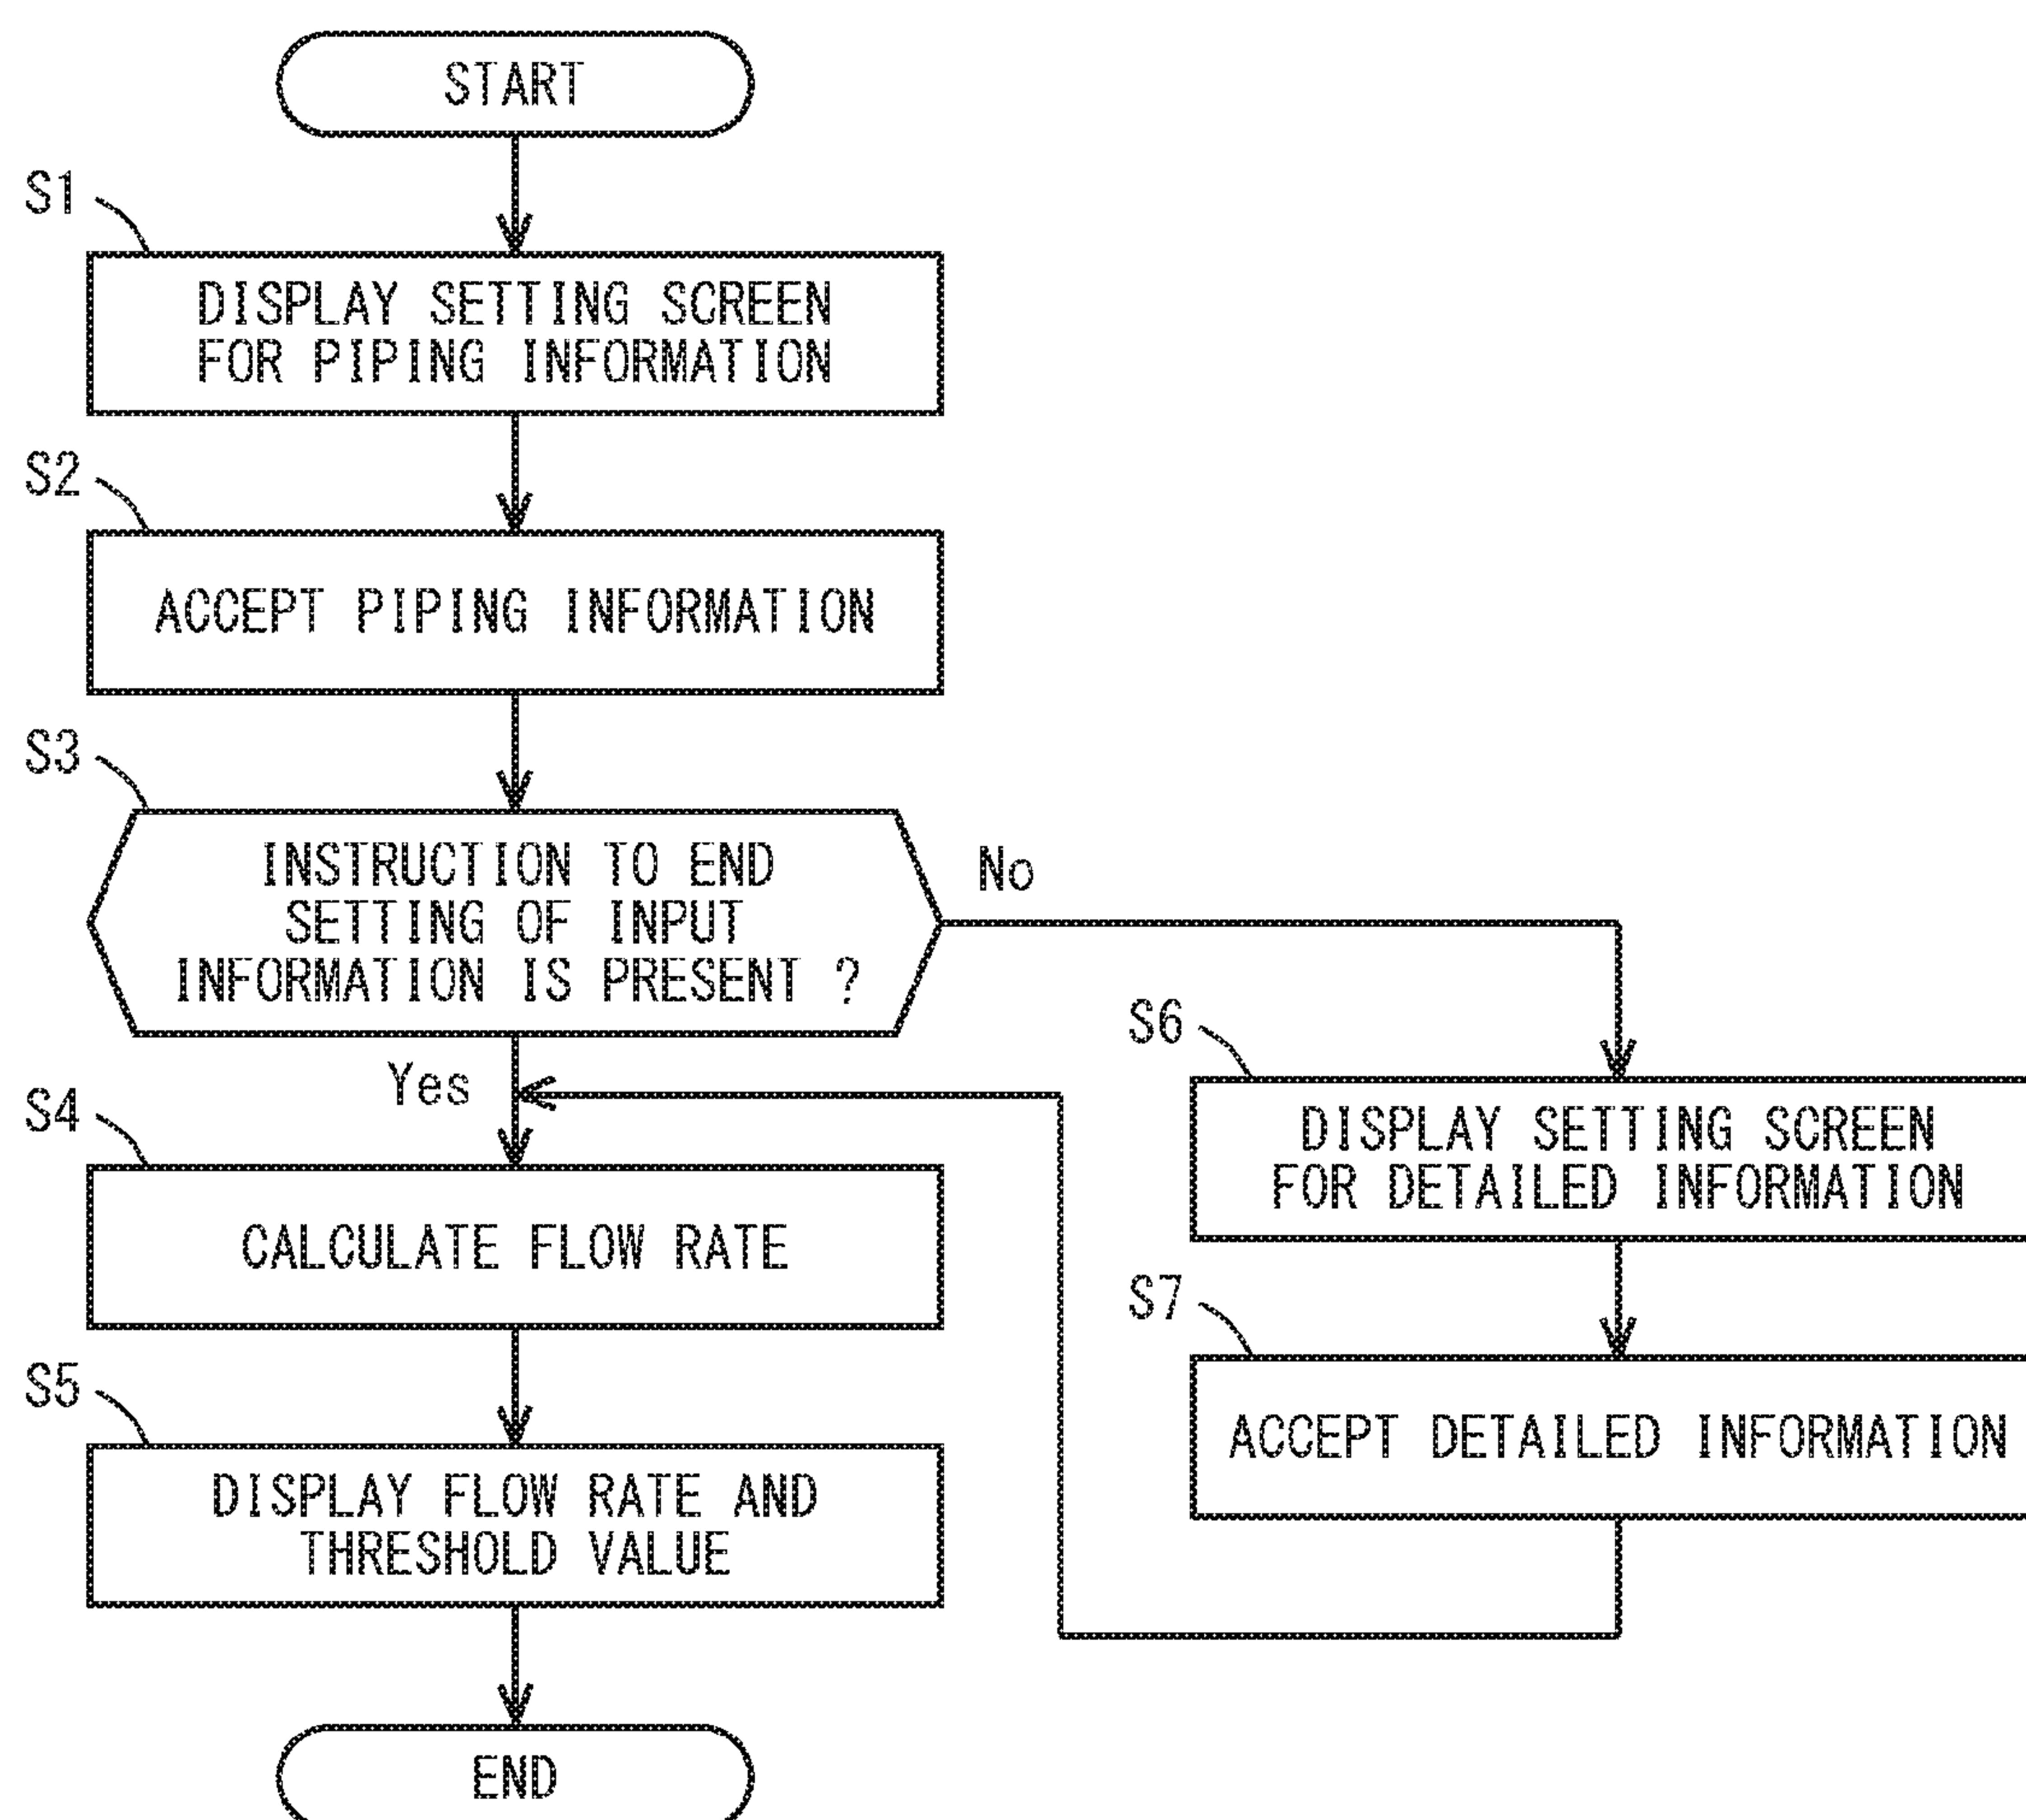 START
S1
DISPLAY SETTING SCREEN
FOR PIPING INFORMATION
S2
ACCEPT PIPING INFORMATION
S3
INSTRUCTION TO END
SETTING OF INPUT
INFORMATION IS PRESENT ?
No
Yes
S4
CALCULATE FLOW RATE
S5
DISPLAY FLOW RATE AND
THRESHOLD VALUE
END
S6
DISPLAY SETTING SCREEN
FOR DETAILED INFORMATION
S7
ACCEPT DETAILED INFORMATION